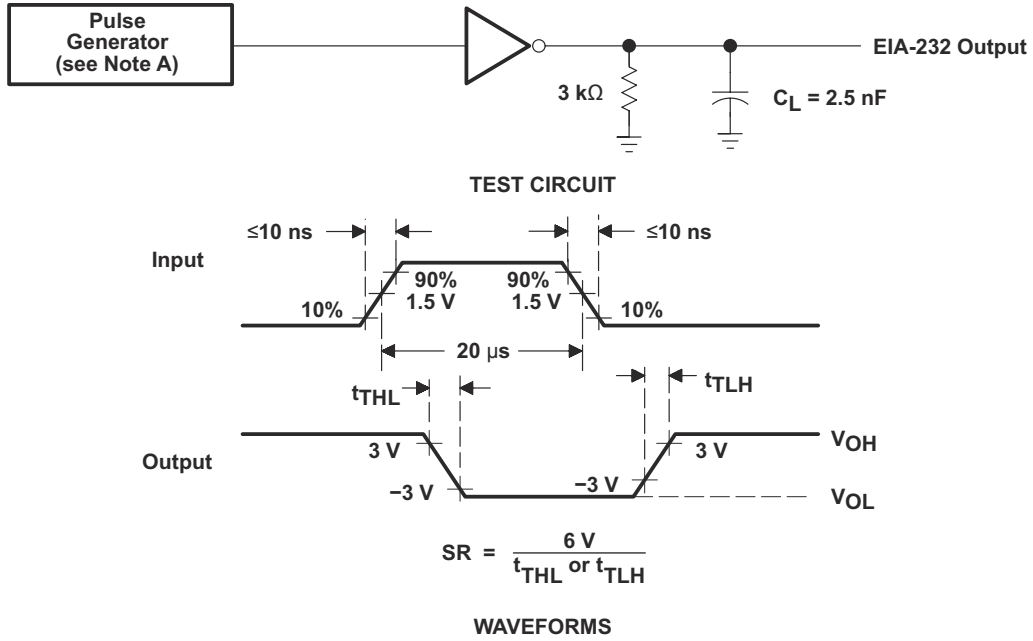 Pulse
Generator
(see Note A)
EIA-232 Output
3 kΩ
CL = 2.5 nF
TEST CIRCUIT
≤10 ns
≤10 ns
Input
90%
90%
1.5 V
1.5 V
10%
10%
20 μs
tTHL
tTLH
Output
3 V
3 V
VOH
−3 V
−3 V
VOL
SR = 6 V
tTHL or tTLH
WAVEFORMS